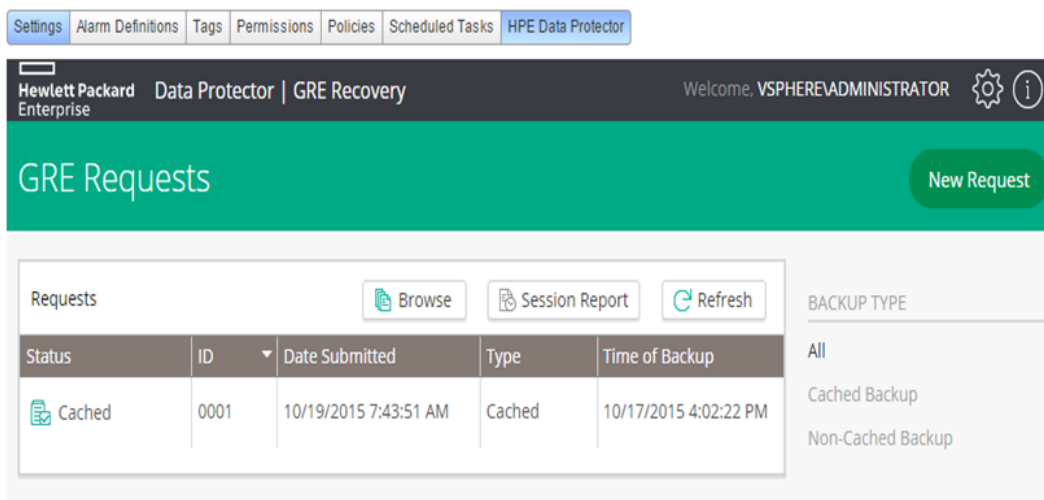 Settings Alarm Definitions Tags Permissions Policies Scheduled Tasks HPE Data Protector
Hewlett Packard
Enterprise
Data Protector | GRE Recovery
Welcome, VSPHERE\ADMINISTRATOR
GRE Requests
New Request
Requests Browse Session Report Refresh
Status ID Date Submitted Type Time of Backup
Cached 0001 10/19/2015 7:43:51 AM Cached 10/17/2015 4:02:22 PM
BACKUP TYPE
All
Cached Backup
Non-Cached Backup